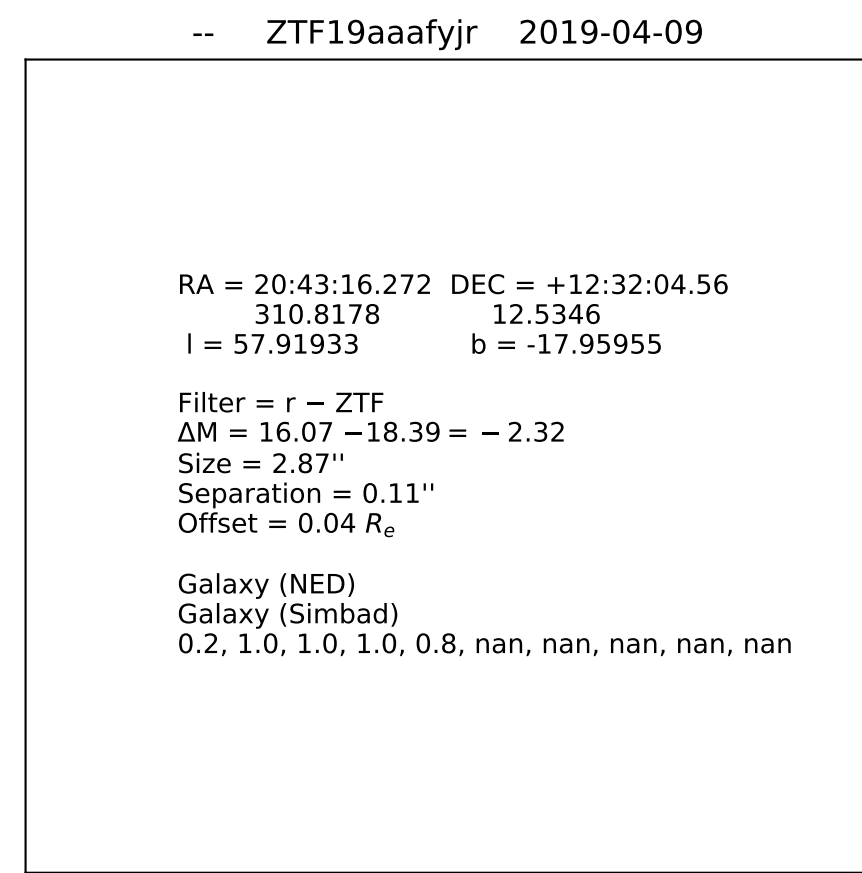 -- ZTF19aaafyjr 2019-04-09
RA = 20:43:16.272 DEC = +12:32:04.56
310.8178 12.5346
l = 57.91933 b = -17.95955
Filter = r − ZTF
ΔM = 16.07 −18.39 = − 2.32
Size = 2.87''
Separation = 0.11''
Offset = 0.04 Rₑ
Galaxy (NED)
Galaxy (Simbad)
0.2, 1.0, 1.0, 1.0, 0.8, nan, nan, nan, nan, nan